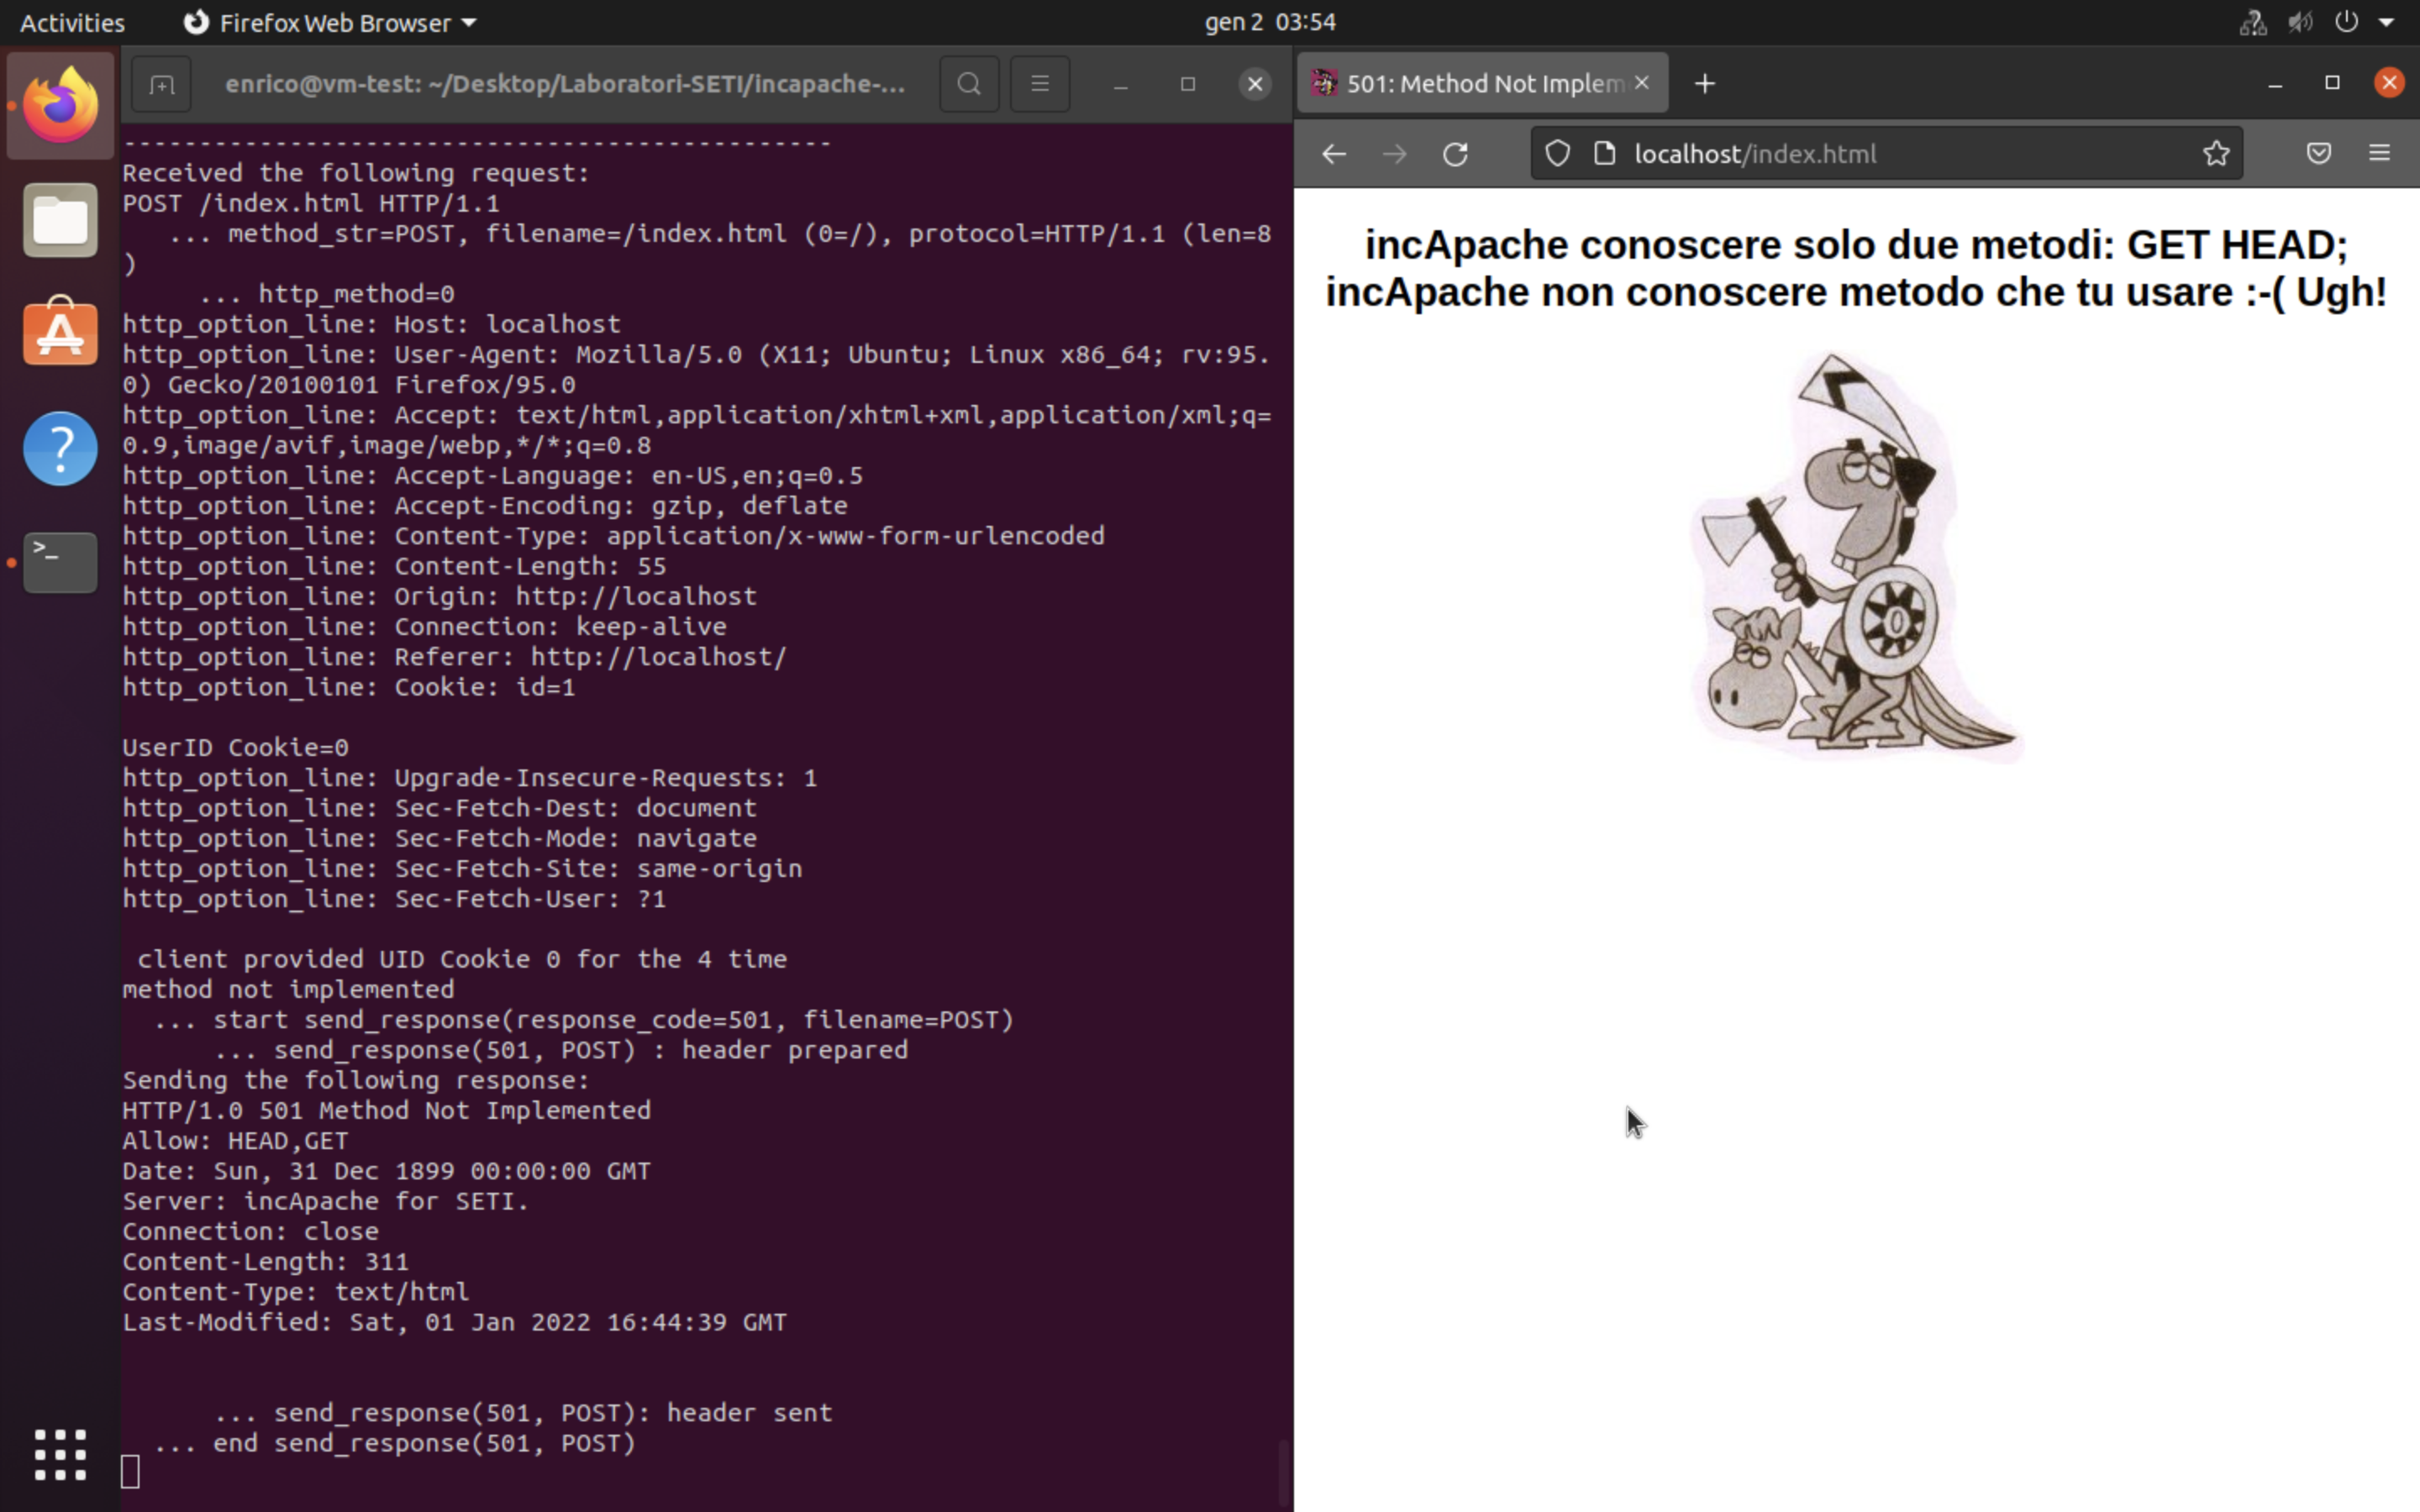 Activities
Firefox Web Browser
gen 2 03:54
enrico@vm-test: ~/Desktop/Laboratori-SETI/incapache-...
------------------------------------------------
Received the following request:
POST /index.html HTTP/1.1
... method_str=POST, filename=/index.html (0=/), protocol=HTTP/1.1 (len=8
)
... http_method=0
http_option_line: Host: localhost
http_option_line: User-Agent: Mozilla/5.0 (X11; Ubuntu; Linux x86_64; rv:95.
0) Gecko/20100101 Firefox/95.0
http_option_line: Accept: text/html,application/xhtml+xml,application/xml;q=
0.9,image/avif,image/webp,*/*;q=0.8
http_option_line: Accept-Language: en-US,en;q=0.5
http_option_line: Accept-Encoding: gzip, deflate
http_option_line: Content-Type: application/x-www-form-urlencoded
http_option_line: Content-Length: 55
http_option_line: Origin: http://localhost
http_option_line: Connection: keep-alive
http_option_line: Referer: http://localhost/
http_option_line: Cookie: id=1
UserID Cookie=0
http_option_line: Upgrade-Insecure-Requests: 1
http_option_line: Sec-Fetch-Dest: document
http_option_line: Sec-Fetch-Mode: navigate
http_option_line: Sec-Fetch-Site: same-origin
http_option_line: Sec-Fetch-User: ?1
client provided UID Cookie 0 for the 4 time
method not implemented
... start send_response(response_code=501, filename=POST)
... send_response(501, POST) : header prepared
Sending the following response:
HTTP/1.0 501 Method Not Implemented
Allow: HEAD,GET
Date: Sun, 31 Dec 1899 00:00:00 GMT
Server: incApache for SETI.
Connection: close
Content-Length: 311
Content-Type: text/html
Last-Modified: Sat, 01 Jan 2022 16:44:39 GMT
... send_response(501, POST): header sent
... end send_response(501, POST)
501: Method Not Implem
localhost/index.html
incApache conoscere solo due metodi: GET HEAD;
incApache non conoscere metodo che tu usare :-( Ugh!
0